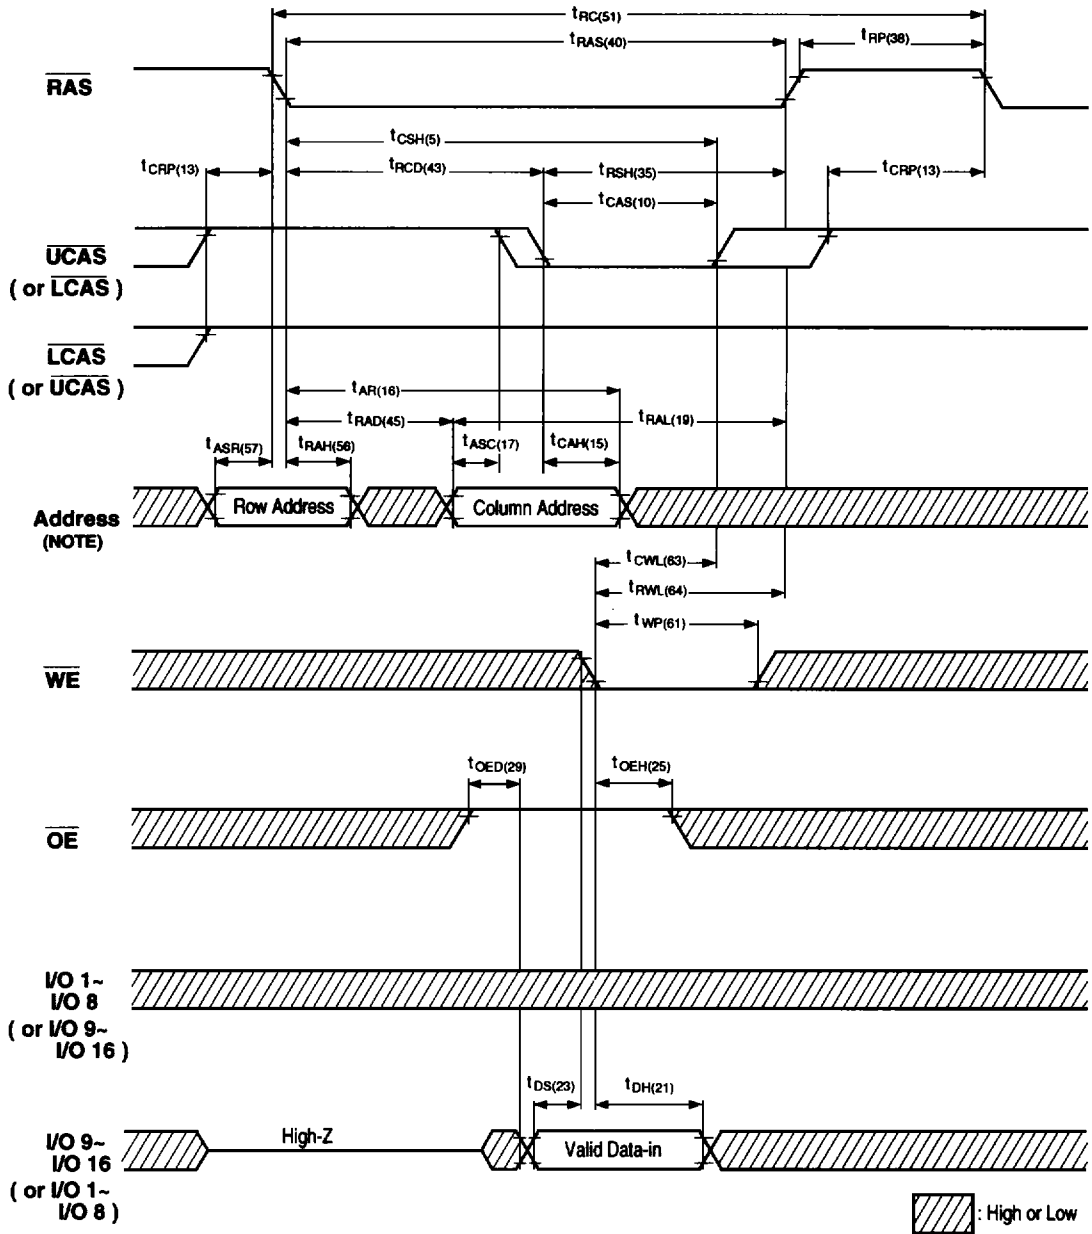 tRC(51)
tRAS(40)
tRP(38)
RAS
tCSH(5)
tCRP(13)
tRCD(43)
tRSH(35)
tCRP(13)
tCAS(10)
UCAS
( or LCAS )
LCAS
( or UCAS )
tAR(16)
tRAD(45)
tRAL(19)
tASR(57)
tRAH(56)
tASC(17)
tCAH(15)
Address
(NOTE)
Row Address
Column Address
tCWL(63)
tRWL(64)
tWP(61)
WE
tOED(29)
tOEH(25)
OE
I/O 1~
I/O 8
( or I/O 9~
I/O 16 )
tDS(23)
tDH(21)
I/O 9~
I/O 16
( or I/O 1~
I/O 8 )
High-Z
Valid Data-in
: High or Low